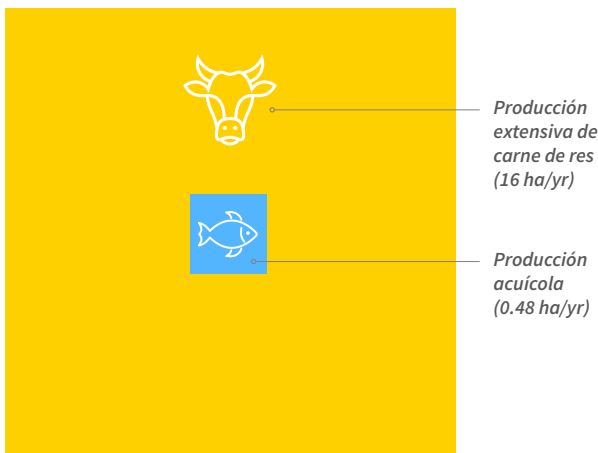 Producción
extensiva de
carne de res
(16 ha/yr)
Producción
acuícola
(0.48 ha/yr)